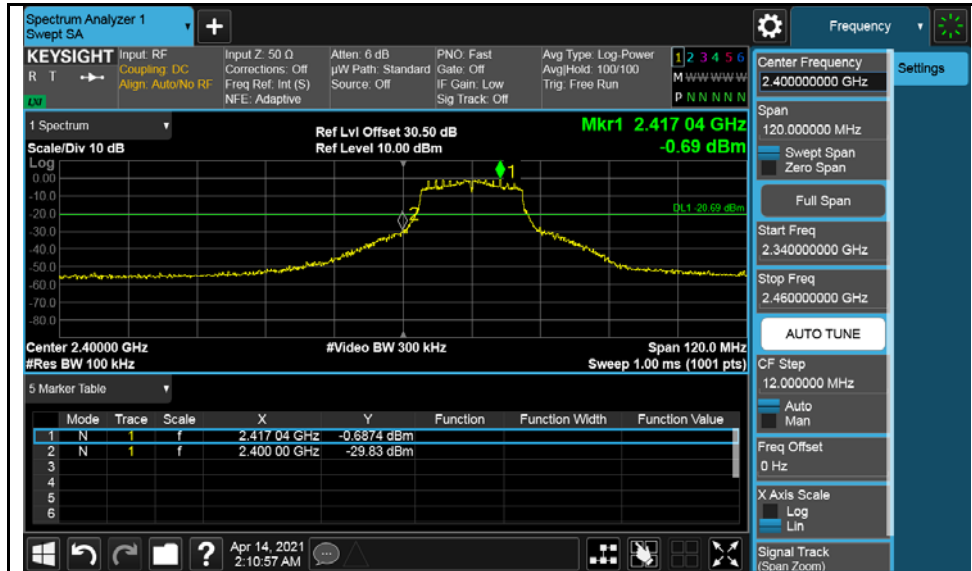 Spectrum Analyzer 1
Swept SA
+
Frequency
KEYSIGHT
R T
LXI
Input: RF
Coupling: DC
Align: Auto/No RF
Input Z: 50 Ω
Corrections: Off
Freq Ref: Int (S)
NFE: Adaptive
Atten: 6 dB
µW Path: Standard
Source: Off
PNO: Fast
Gate: Off
IF Gain: Low
Sig Track: Off
Avg Type: Log-Power
Avg|Hold: 100/100
Trig: Free Run
1 2 3 4 5 6
M W W W W W
P N N N N N
1 Spectrum
Scale/Div 10 dB
Ref Lvl Offset 30.50 dB
Ref Level 10.00 dBm
Mkr1 2.417 04 GHz
-0.69 dBm
Log
0.00
-10.0
-20.0
-30.0
-40.0
-50.0
-60.0
-70.0
-80.0
1
2
DL1 -20.69 dBm
Center 2.40000 GHz
#Res BW 100 kHz
#Video BW 300 kHz
Span 120.0 MHz
Sweep 1.00 ms (1001 pts)
5 Marker Table
Mode Trace Scale X Y Function Function Width Function Value
1 N 1 f 2.417 04 GHz -0.6874 dBm
2 N 1 f 2.400 00 GHz -29.83 dBm
3
4
5
6
?
Apr 14, 2021
2:10:57 AM
Center Frequency
2.400000000 GHz
Settings
Span
120.000000 MHz
Swept Span
Zero Span
Full Span
Start Freq
2.340000000 GHz
Stop Freq
2.460000000 GHz
AUTO TUNE
CF Step
12.000000 MHz
Auto
Man
Freq Offset
0 Hz
X Axis Scale
Log
Lin
Signal Track
(Span Zoom)